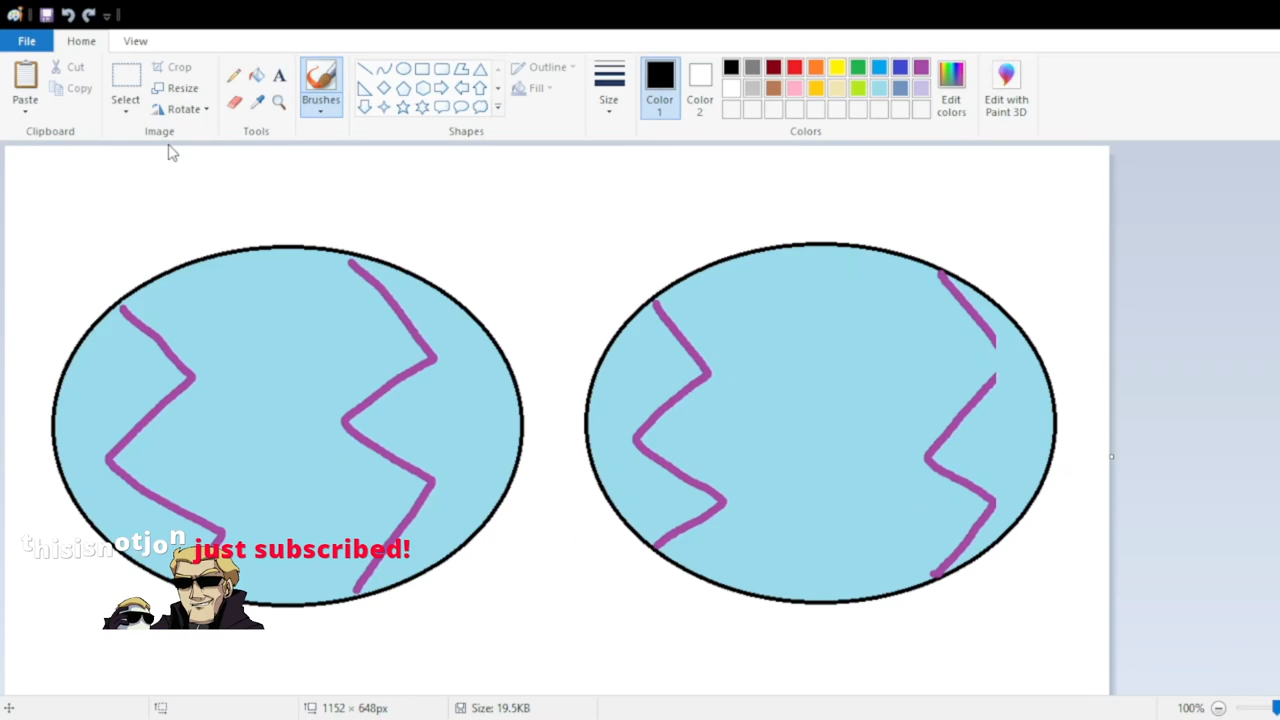 File Home View
Paste
Cut
Copy
Clipboard
Select
Crop
Resize
Rotate
Image
A
Tools
Brushes
Shapes
Outline
Fill
Size
Color
1
Color
2
Colors
Edit
colors
Edit with
Paint 3D
thisisnotjon just subscribed!
1152 × 648px
Size: 19.5KB
100%